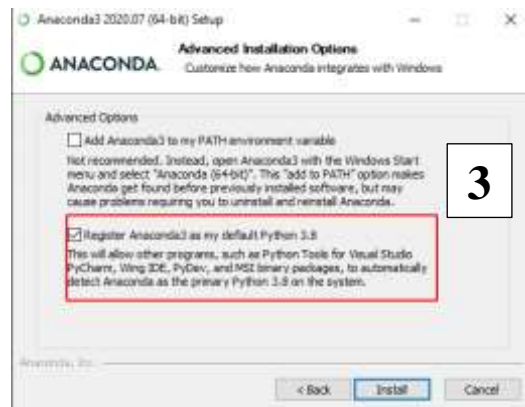 Anaconda3 2020.07 (64-bit) Setup
ANACONDA.
Advanced Installation Options
Customize how Anaconda integrates with Windows
Advanced Options
Add Anaconda3 to my PATH environment variable
Not recommended. Instead, open Anaconda3 with the Windows Start
menu and select "Anaconda (64-bit)". This "add to PATH" option makes
Anaconda get found before previously installed software, but may
cause problems requiring you to uninstall and reinstall Anaconda.
3
Register Anaconda3 as my default Python 3.8
This will allow other programs, such as Python Tools for Visual Studio
PyCharm, Wing IDE, PyDev, and MSI binary packages, to automatically
detect Anaconda as the primary Python 3.8 on the system.
Anaconda, Inc.
< Back
Install
Cancel